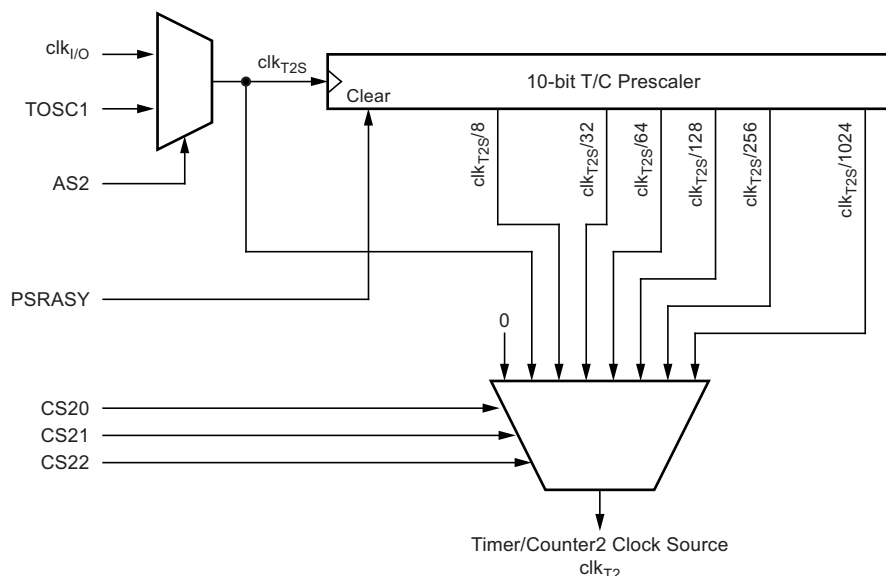 clkI/O
clkT2S
TOSC1
10-bit T/C Prescaler
Clear
clkT2S/8
clkT2S/32
clkT2S/64
clkT2S/128
clkT2S/256
clkT2S/1024
AS2
PSRASY
0
CS20
CS21
CS22
Timer/Counter2 Clock Source
clkT2